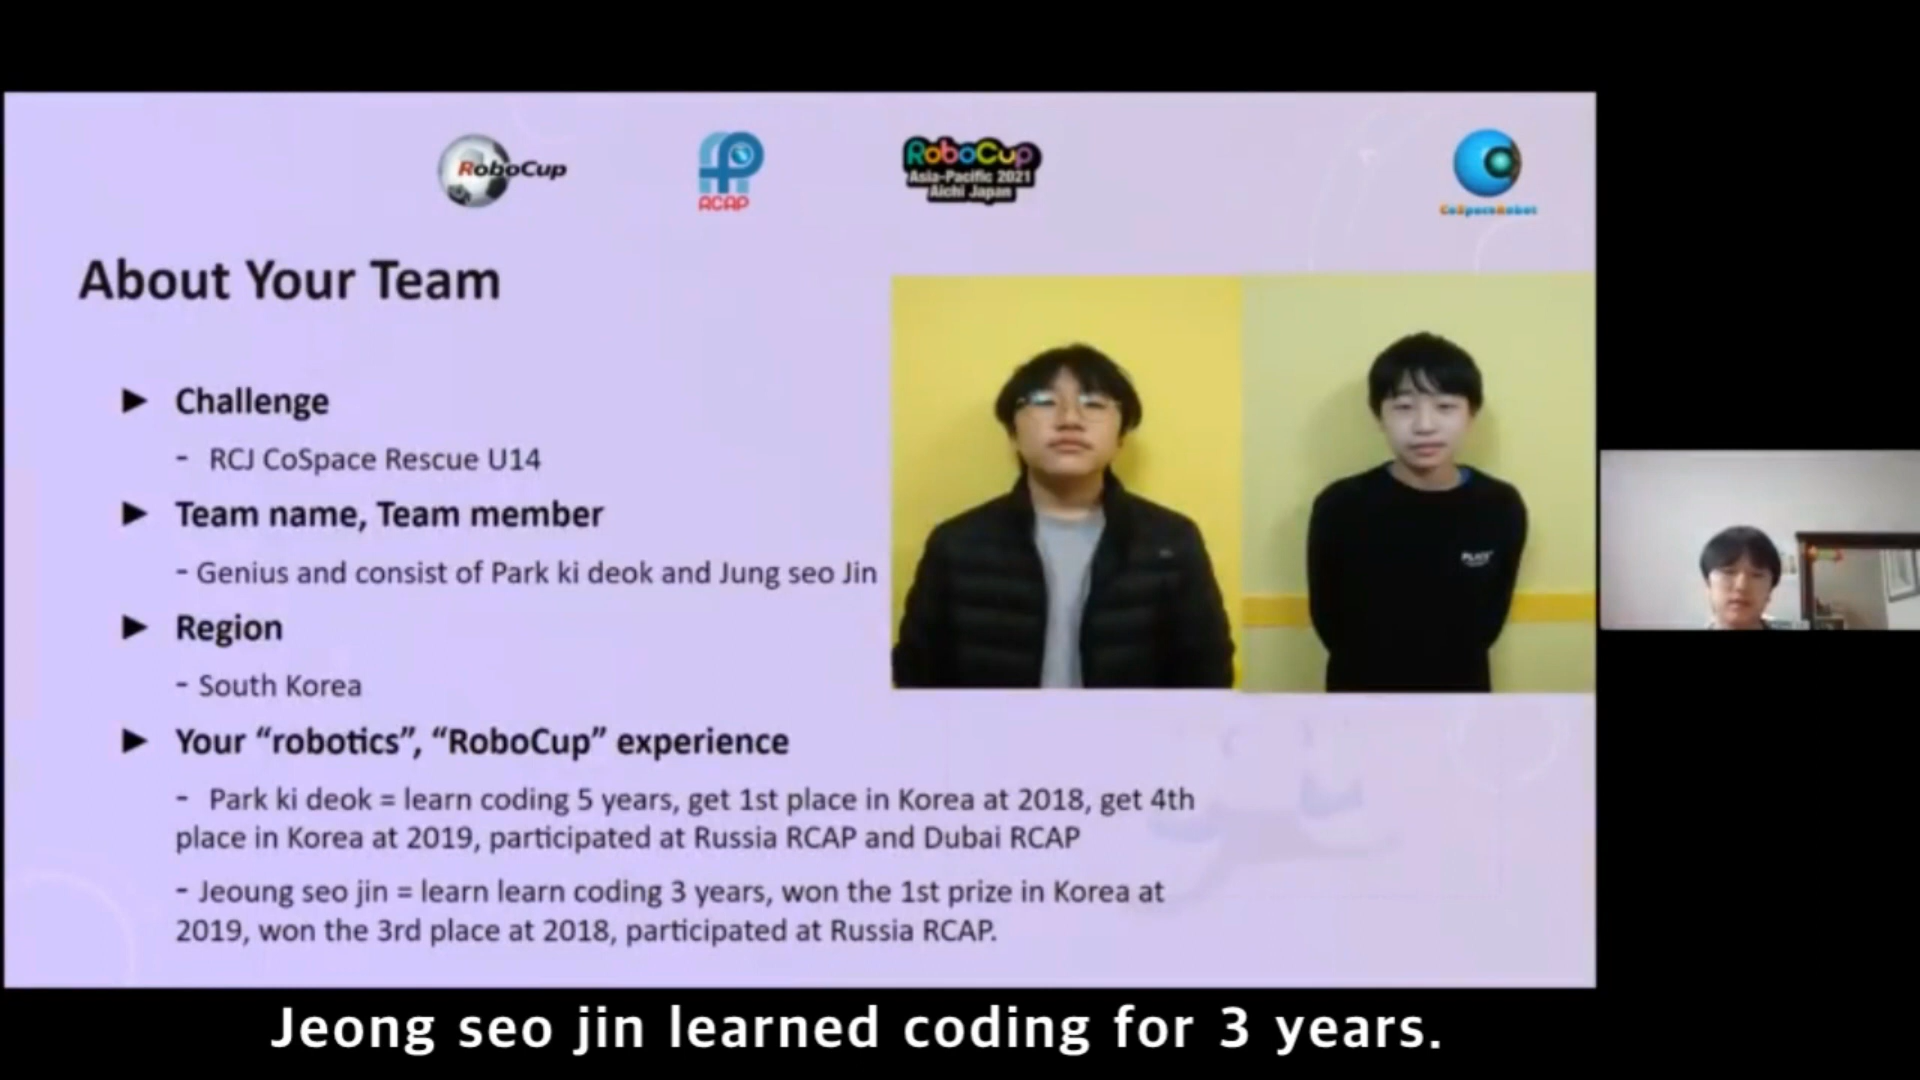 RoboCup
RCAP
RoboCup
Asia-Pacific 2021
Aichi Japan
CoSpaceRobot
About Your Team
► Challenge
- RCJ CoSpace Rescue U14
► Team name, Team member
- Genius and consist of Park ki deok and Jung seo Jin
► Region
- South Korea
► Your “robotics”, “RoboCup” experience
- Park ki deok = learn coding 5 years, get 1st place in Korea at 2018, get 4th
place in Korea at 2019, participated at Russia RCAP and Dubai RCAP
- Jeoung seo jin = learn learn coding 3 years, won the 1st prize in Korea at
2019, won the 3rd place at 2018, participated at Russia RCAP.
Jeong seo jin learned coding for 3 years.